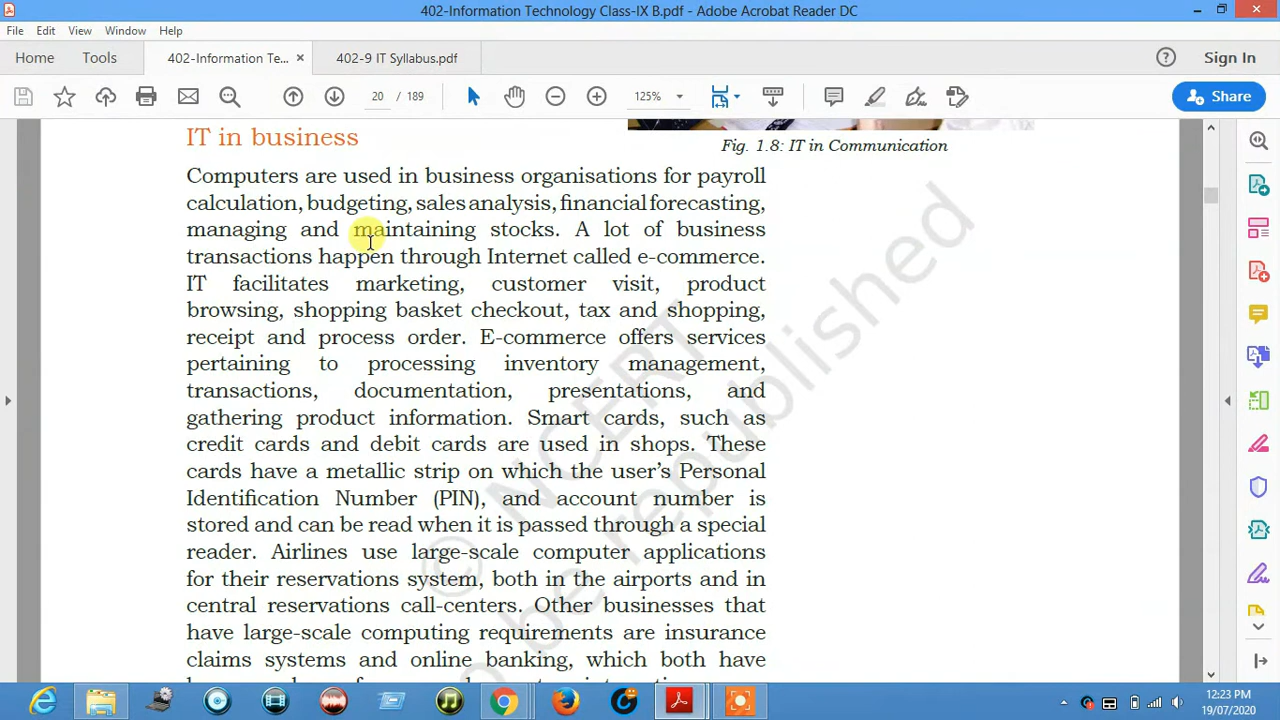 402-Information Technology Class-IX B.pdf - Adobe Acrobat Reader DC
File Edit View Window Help
Home Tools 402-Information Te... × 402-9 IT Syllabus.pdf Sign In
20 / 189 125% Share
IT in business
Fig. 1.8: IT in Communication
Computers are used in business organisations for payroll
calculation, budgeting, sales analysis, financial forecasting,
managing and maintaining stocks. A lot of business
transactions happen through Internet called e-commerce.
IT facilitates marketing, customer visit, product
browsing, shopping basket checkout, tax and shopping,
receipt and process order. E-commerce offers services
pertaining to processing inventory management,
transactions, documentation, presentations, and
gathering product information. Smart cards, such as
credit cards and debit cards are used in shops. These
cards have a metallic strip on which the user's Personal
Identification Number (PIN), and account number is
stored and can be read when it is passed through a special
reader. Airlines use large-scale computer applications
for their reservations system, both in the airports and in
central reservations call-centers. Other businesses that
have large-scale computing requirements are insurance
claims systems and online banking, which both have
© NCERT
o be republished
12:23 PM
19/07/2020